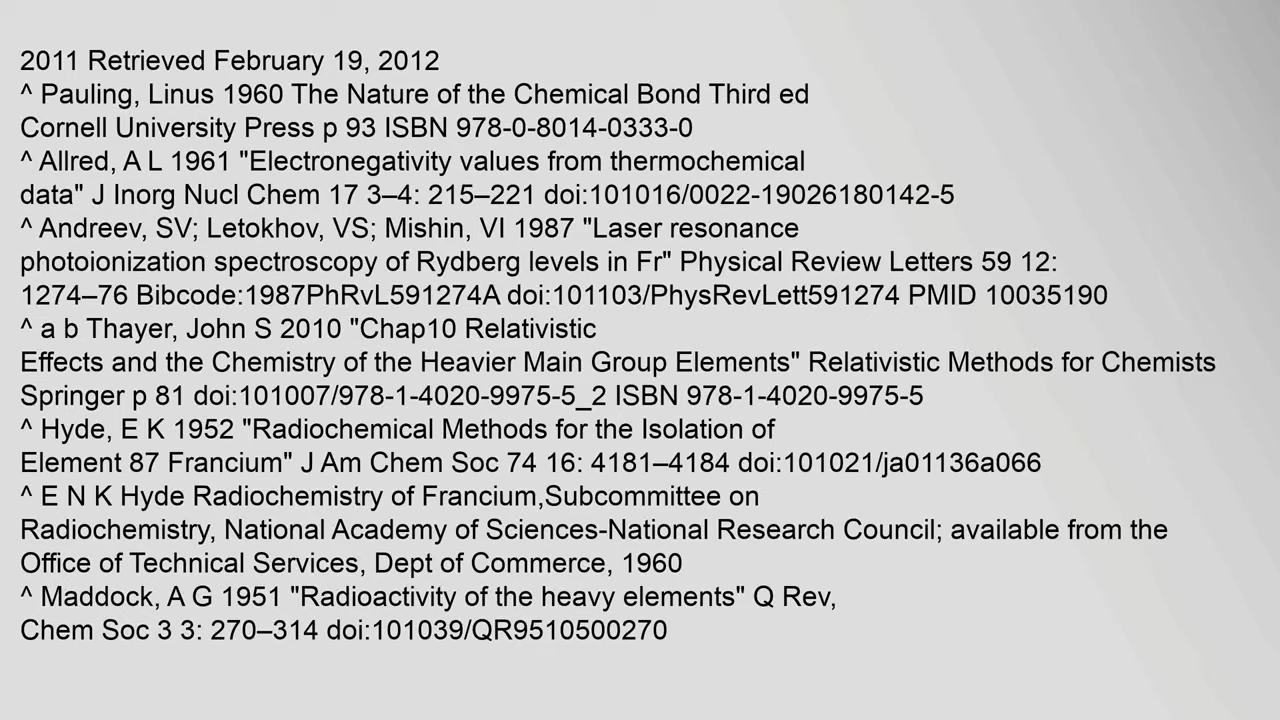 2011 Retrieved February 19, 2012
^ Pauling, Linus 1960 The Nature of the Chemical Bond Third ed
Cornell University Press p 93 ISBN 978-0-8014-0333-0
^ Allred, A L 1961 "Electronegativity values from thermochemical
data" J Inorg Nucl Chem 17 3–4: 215–221 doi:101016/0022-19026180142-5
^ Andreev, SV; Letokhov, VS; Mishin, VI 1987 "Laser resonance
photoionization spectroscopy of Rydberg levels in Fr" Physical Review Letters 59 12:
1274–76 Bibcode:1987PhRvL591274A doi:101103/PhysRevLett591274 PMID 10035190
^ a b Thayer, John S 2010 "Chap10 Relativistic
Effects and the Chemistry of the Heavier Main Group Elements" Relativistic Methods for Chemists
Springer p 81 doi:101007/978-1-4020-9975-5_2 ISBN 978-1-4020-9975-5
^ Hyde, E K 1952 "Radiochemical Methods for the Isolation of
Element 87 Francium" J Am Chem Soc 74 16: 4181–4184 doi:101021/ja01136a066
^ E N K Hyde Radiochemistry of Francium,Subcommittee on
Radiochemistry, National Academy of Sciences-National Research Council; available from the
Office of Technical Services, Dept of Commerce, 1960
^ Maddock, A G 1951 "Radioactivity of the heavy elements" Q Rev,
Chem Soc 3 3: 270–314 doi:101039/QR9510500270